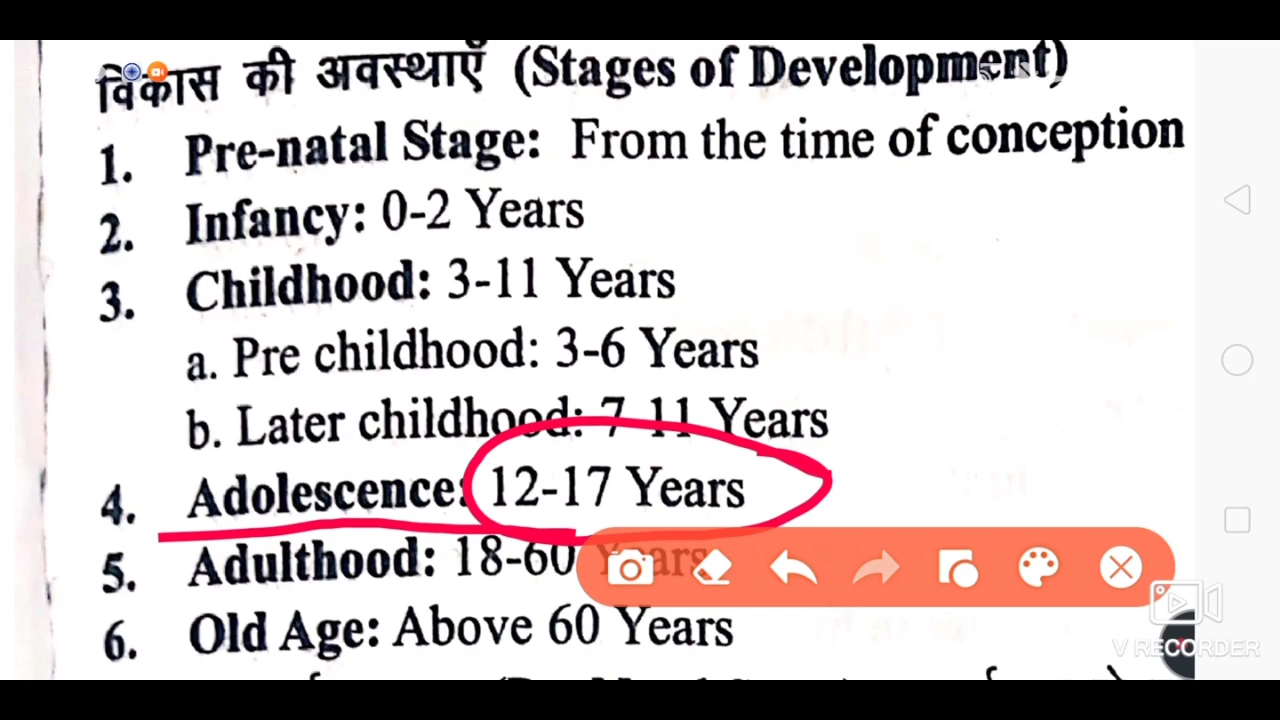 विकास की अवस्थाएँ (Stages of Development)
1. Pre-natal Stage: From the time of conception
2. Infancy: 0-2 Years
3. Childhood: 3-11 Years
a. Pre childhood: 3-6 Years
b. Later childhood: 7-11 Years
4. Adolescence: 12-17 Years
5. Adulthood: 18-60 Years
6. Old Age: Above 60 Years
V RECORDER